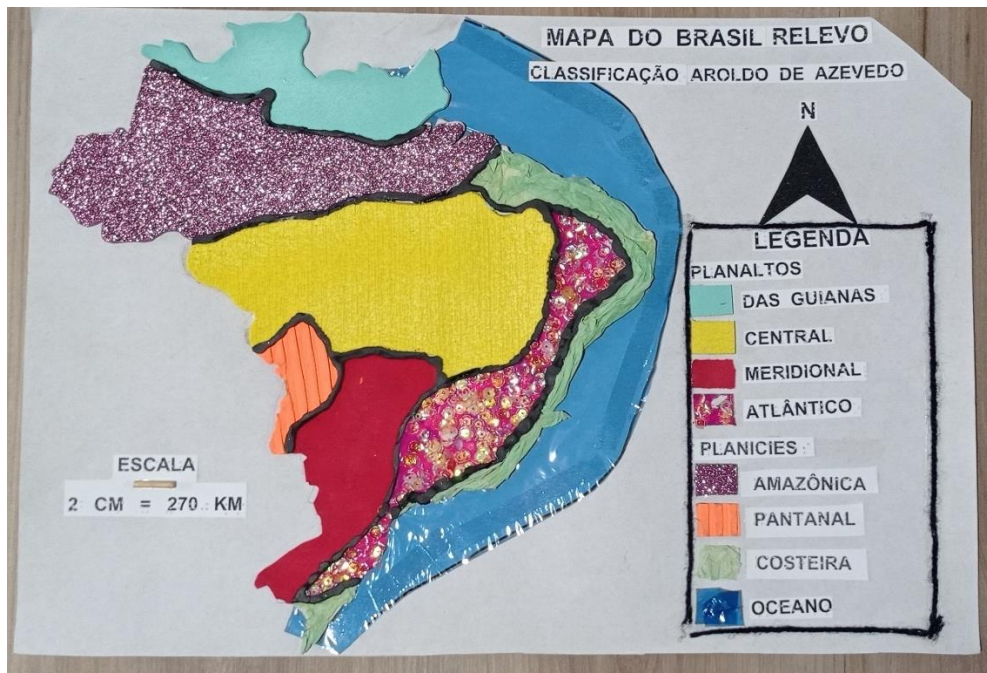 MAPA DO BRASIL RELEVO
CLASSIFICAÇÃO AROLDO DE AZEVEDO
N
LEGENDA
PLANALTOS
DAS GUIANAS
CENTRAL
MERIDIONAL
ATLÂNTICO
PLANICIES :
AMAZÔNICA
PANTANAL
COSTEIRA
OCEANO
ESCALA
2 CM = 270 KM